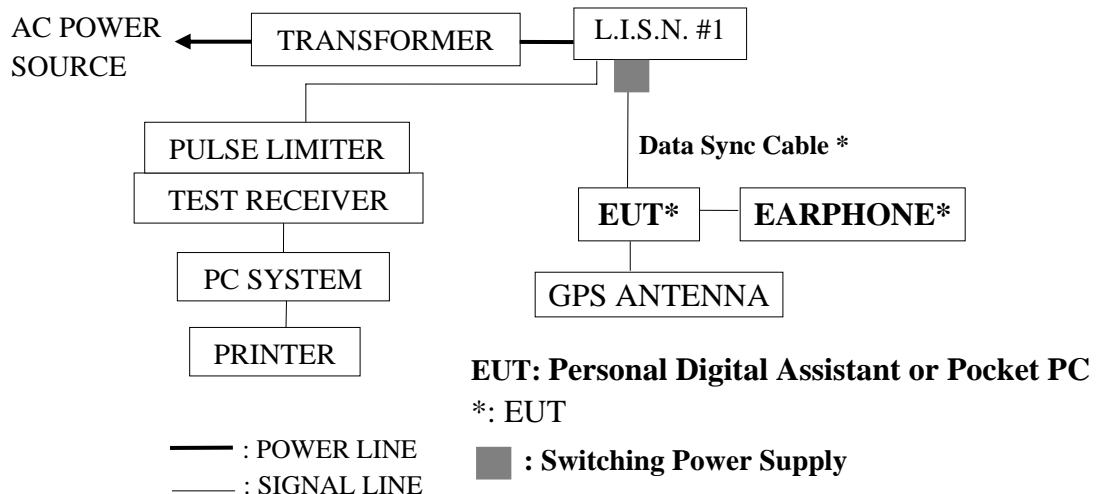 AC POWER
SOURCE
TRANSFORMER
L.I.S.N. #1
PULSE LIMITER
TEST RECEIVER
PC SYSTEM
PRINTER
Data Sync Cable *
EUT*
EARPHONE*
GPS ANTENNA
EUT: Personal Digital Assistant or Pocket PC
*: EUT
: POWER LINE
: SIGNAL LINE
: Switching Power Supply